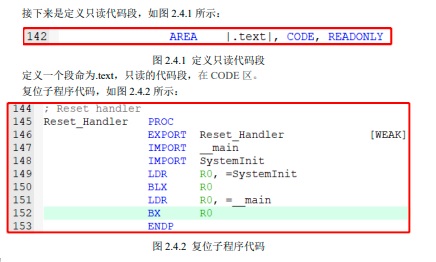 接下来是定义只读代码段，如图 2.4.1 所示：
142 AREA |.text|, CODE, READONLY
图 2.4.1 定义只读代码段
定义一个段命为.text，只读的代码段，在 CODE 区。
复位子程序代码，如图 2.4.2 所示：
144 ; Reset handler
145 Reset_Handler PROC
146 EXPORT Reset_Handler [WEAK]
147 IMPORT __main
148 IMPORT SystemInit
149 LDR R0, =SystemInit
150 BLX R0
151 LDR R0, =__main
152 BX R0
153 ENDP
图 2.4.2 复位子程序代码